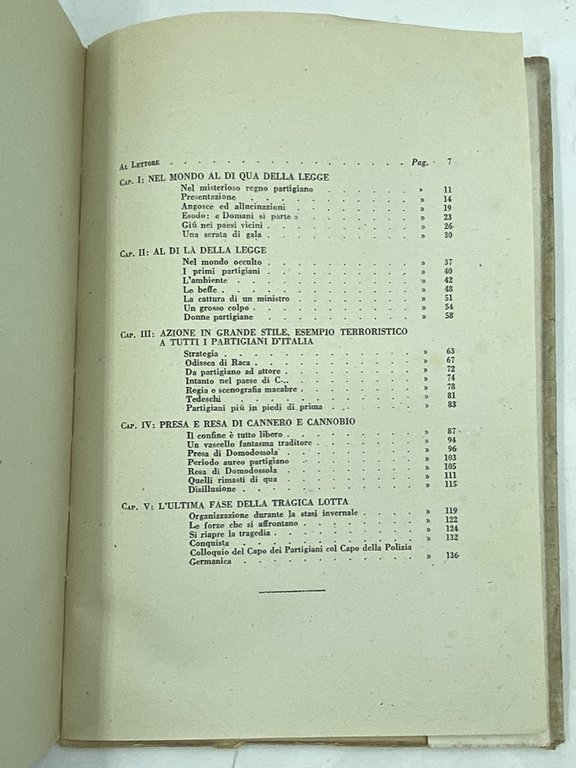 Al Lettore . . . . . . . . . . . . . . . . Pag. 7
Cap. I: NEL MONDO AL DI QUA DELLA LEGGE
Nel misterioso regno partigiano . . . . . . . » 11
Presentazione . . . . . . . . . . » 14
Angosce ed allucinazioni . . . . . . . . » 19
Esodo: « Domani si parte » . . . . . . . . » 23
Giú nei paesi vicini . . . . . . . . . » 26
Una serata di gala . . . . . . . . . » 30
Cap. II: AL DI LÀ DELLA LEGGE
Nel mondo occulto . . . . . . . . . » 37
I primi partigiani . . . . . . . . . » 40
L'ambiente . . . . . . . . . . » 42
Le beffe . . . . . . . . . . » 48
La cattura di un ministro . . . . . . . . » 51
Un grosso colpo . . . . . . . . . » 54
Donne partigiane . . . . . . . . . » 58
Cap. III: AZIONE IN GRANDE STILE, ESEMPIO TERRORISTICO
A TUTTI I PARTIGIANI D'ITALIA
Strategia . . . . . . . . . . » 63
Odissea di Raca . . . . . . . . . » 67
Da partigiano ad attore . . . . . . . . » 72
Intanto nel paese di C... . . . . . . . . » 74
Regia e scenografia macabre . . . . . . . » 78
Tedeschi . . . . . . . . . . » 81
Partigiani piú in piedi di prima . . . . . . » 83
Cap. IV: PRESA E RESA DI CANNERO E CANNOBIO
Il confine è tutto libero . . . . . . . . » 87
Un vascello fantasma traditore . . . . . . . » 94
Presa di Domodossola . . . . . . . . » 96
Periodo aureo partigiano . . . . . . . . » 103
Resa di Domodossola . . . . . . . . » 105
Quelli rimasti di qua . . . . . . . . » 111
Disillusione . . . . . . . . . . » 115
Cap. V: L'ULTIMA FASE DELLA TRAGICA LOTTA
Organizzazione durante la stasi invernale . . . . » 119
Le forze che si affrontano . . . . . . . » 122
Si riapre la tragedia . . . . . . . . » 124
Conquista . . . . . . . . . . » 132
Colloquio del Capo dei Partigiani col Capo della Polizia
Germanica . . . . . . . . . . » 136